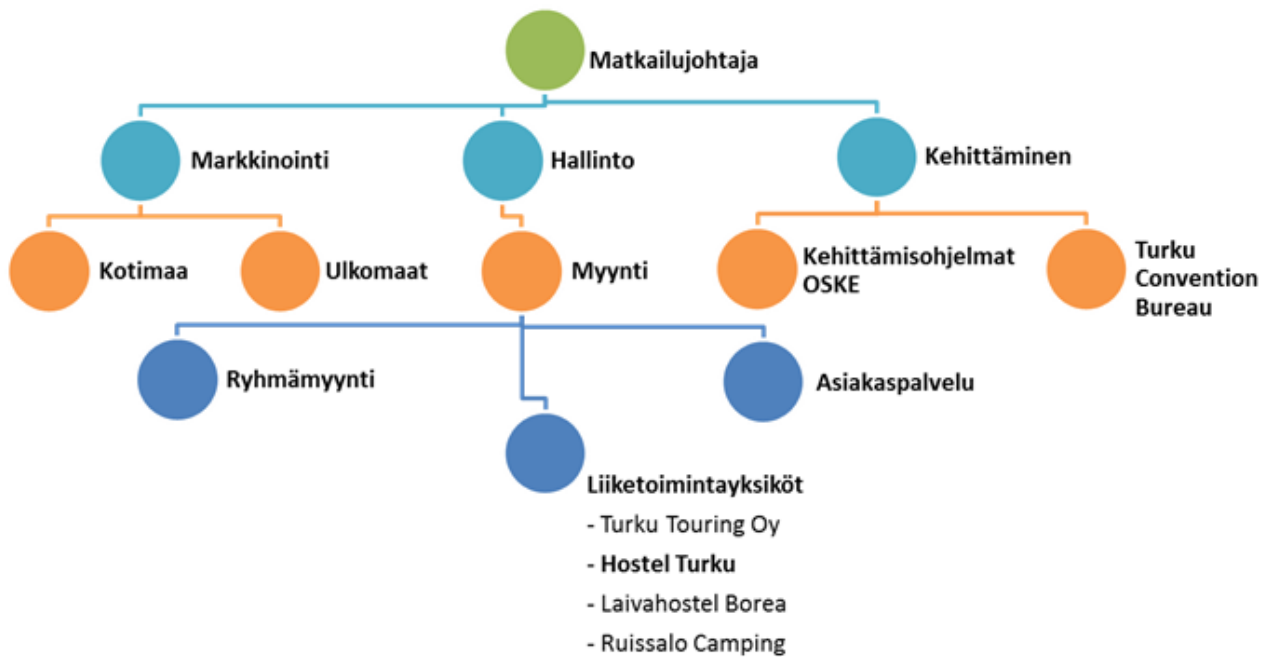 Matkailujohtaja
Markkinointi
Hallinto
Kehittäminen
Kotimaa
Ulkomaat
Myynti
Kehittämisohjelmat
OSKE
Turku
Convention
Bureau
Ryhmämyynti
Asiakaspalvelu
Liiketoimintayksiköt
- Turku Touring Oy
- Hostel Turku
- Laivahostel Borea
- Ruissalo Camping